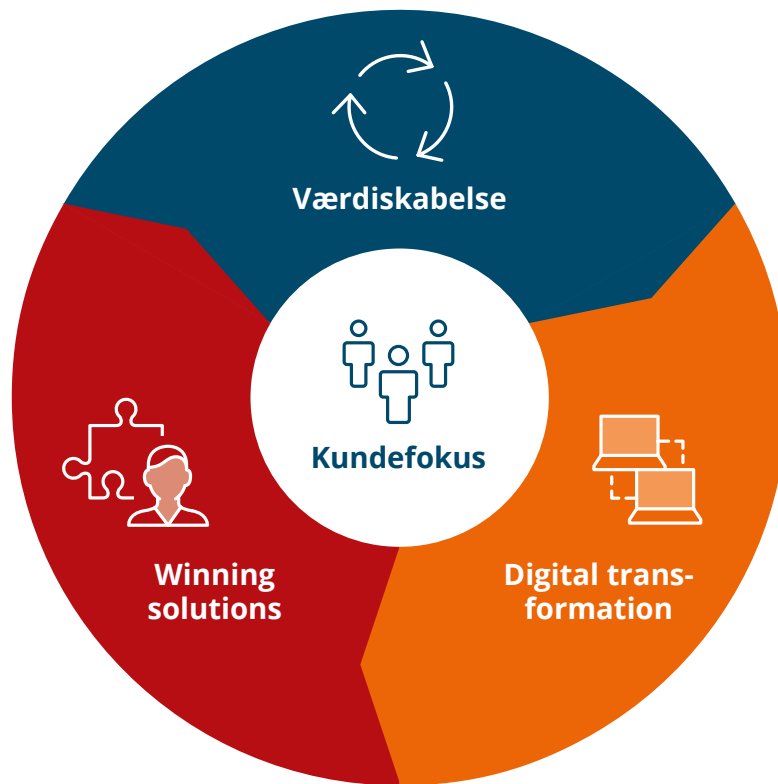 Værdiskabelse
Kundefokus
Winning
solutions
Digital trans-
formation